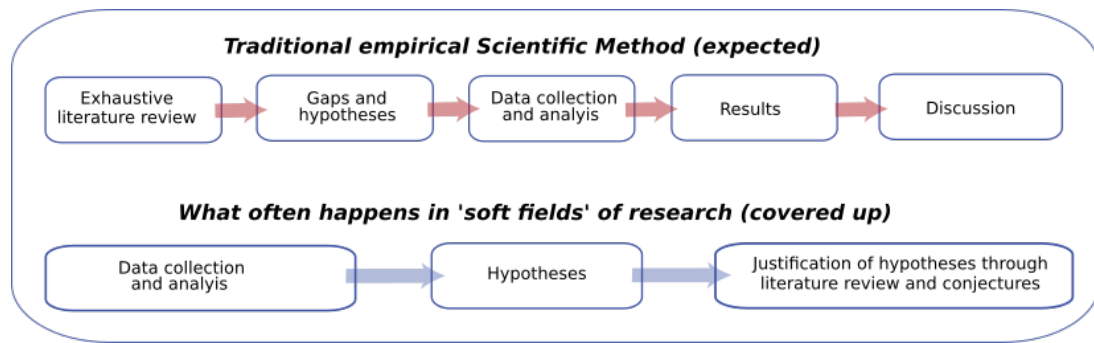 Traditional empirical Scientific Method (expected)
Exhaustive
literature review
Gaps and
hypotheses
Data collection
and analyis
Results
Discussion
What often happens in 'soft fields' of research (covered up)
Data collection
and analyis
Hypotheses
Justification of hypotheses through
literature review and conjectures